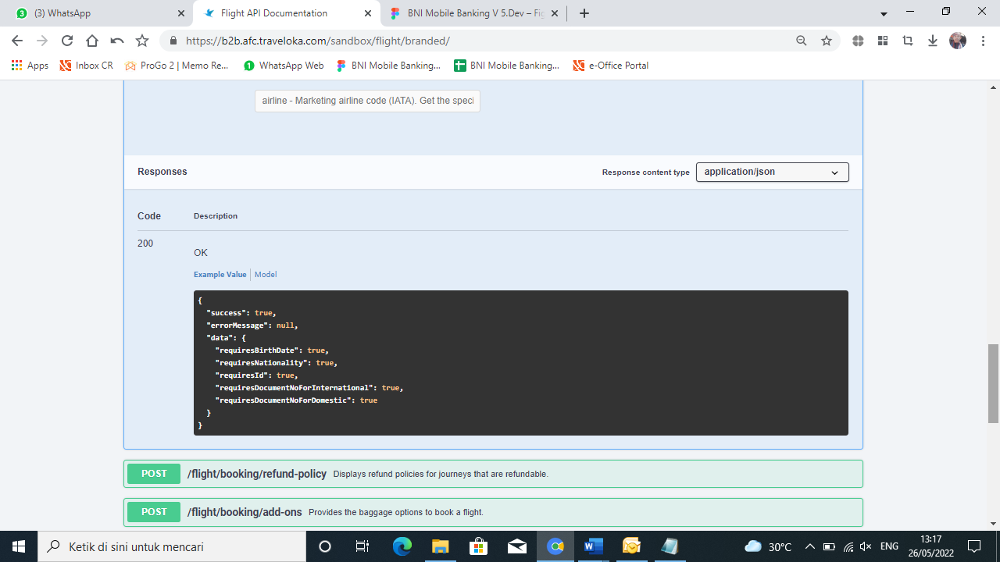 (3) WhatsApp
Flight API Documentation
BNI Mobile Banking V 5.Dev – Fig
https://b2b.afc.traveloka.com/sandbox/flight/branded/
Apps
Inbox CR
ProGo 2 | Memo Re...
WhatsApp Web
BNI Mobile Banking...
BNI Mobile Banking...
e-Office Portal
airline - Marketing airline code (IATA). Get the speci
Responses
Response content type
application/json
Code
Description
200
OK
Example Value
Model
{
"success": true,
"errorMessage": null,
"data": {
"requiresBirthDate": true,
"requiresNationality": true,
"requiresId": true,
"requiresDocumentNoForInternational": true,
"requiresDocumentNoForDomestic": true
}
}
POST /flight/booking/refund-policy Displays refund policies for journeys that are refundable.
POST /flight/booking/add-ons Provides the baggage options to book a flight.
Ketik di sini untuk mencari
30°C
ENG
13:17
26/05/2022